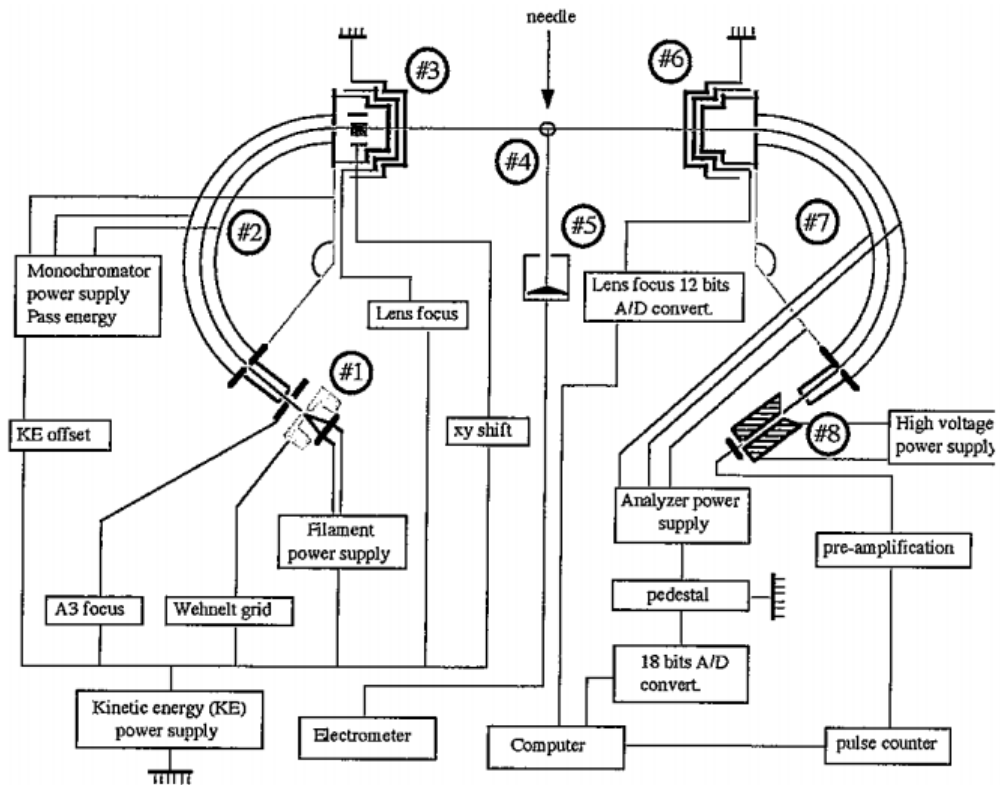 needle
#3
#6
#4
#2
#5
#7
Monochromator
power supply
Pass energy
Lens focus
Lens focus 12 bits
A/D convert.
#1
KE offset
xy shift
#8
High voltage
power supply
Analyzer power
supply
Filament
power supply
pre-amplification
A3 focus
Wehnelt grid
pedestal
18 bits A/D
convert.
Kinetic energy (KE)
power supply
Electrometer
Computer
pulse counter